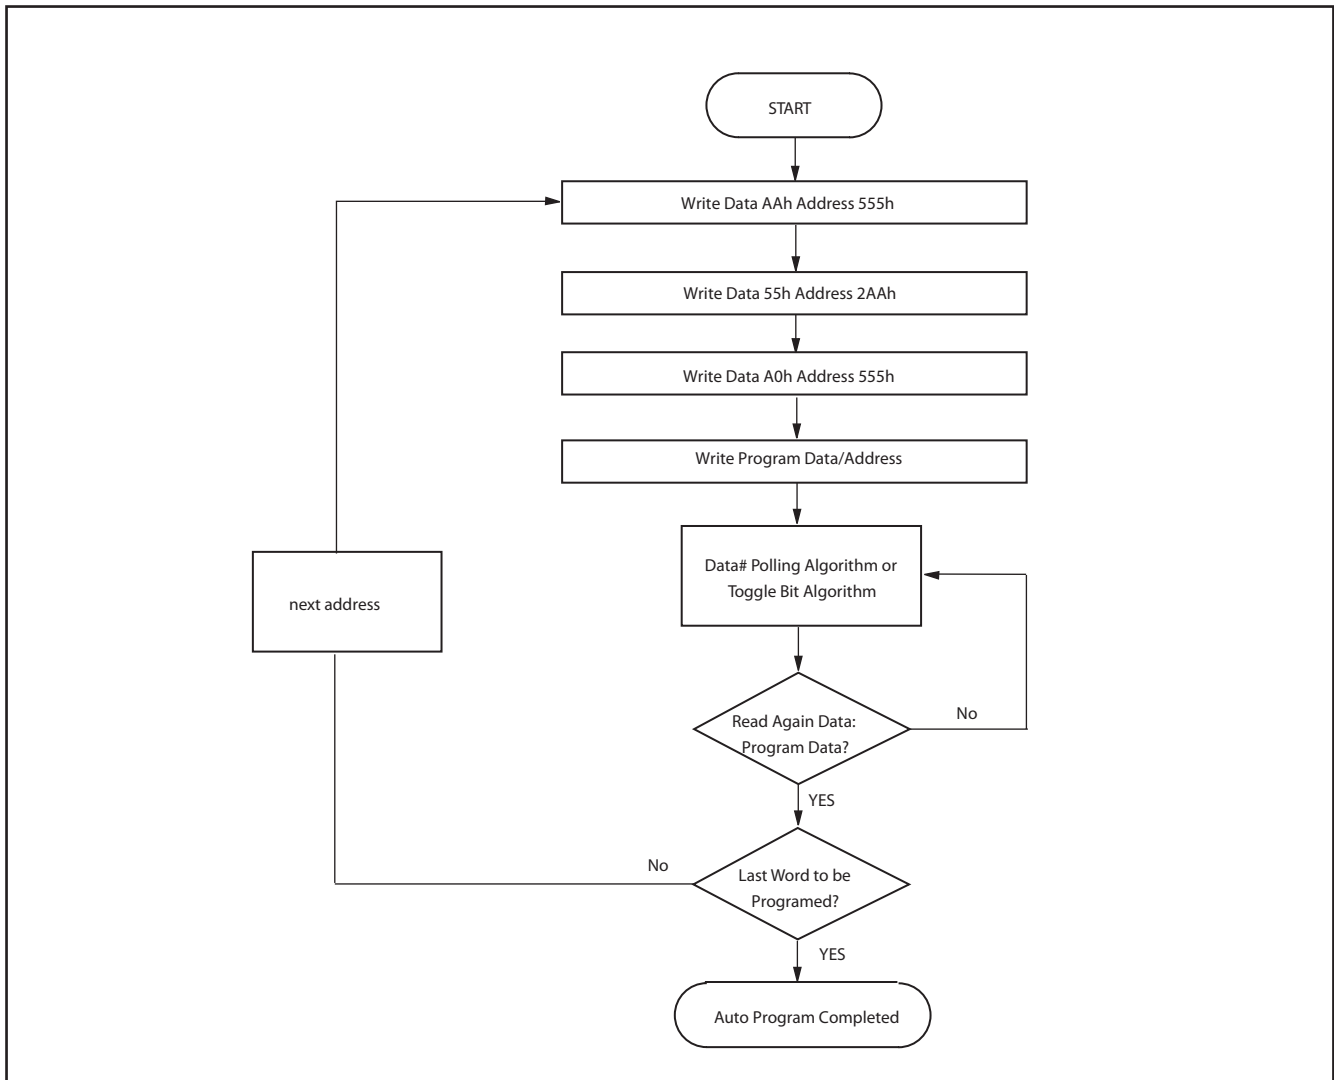 START
Write Data AAh Address 555h
Write Data 55h Address 2AAh
Write Data A0h Address 555h
Write Program Data/Address
Data# Polling Algorithm or
Toggle Bit Algorithm
next address
Read Again Data:
Program Data?
No
YES
No
Last Word to be
Programed?
YES
Auto Program Completed